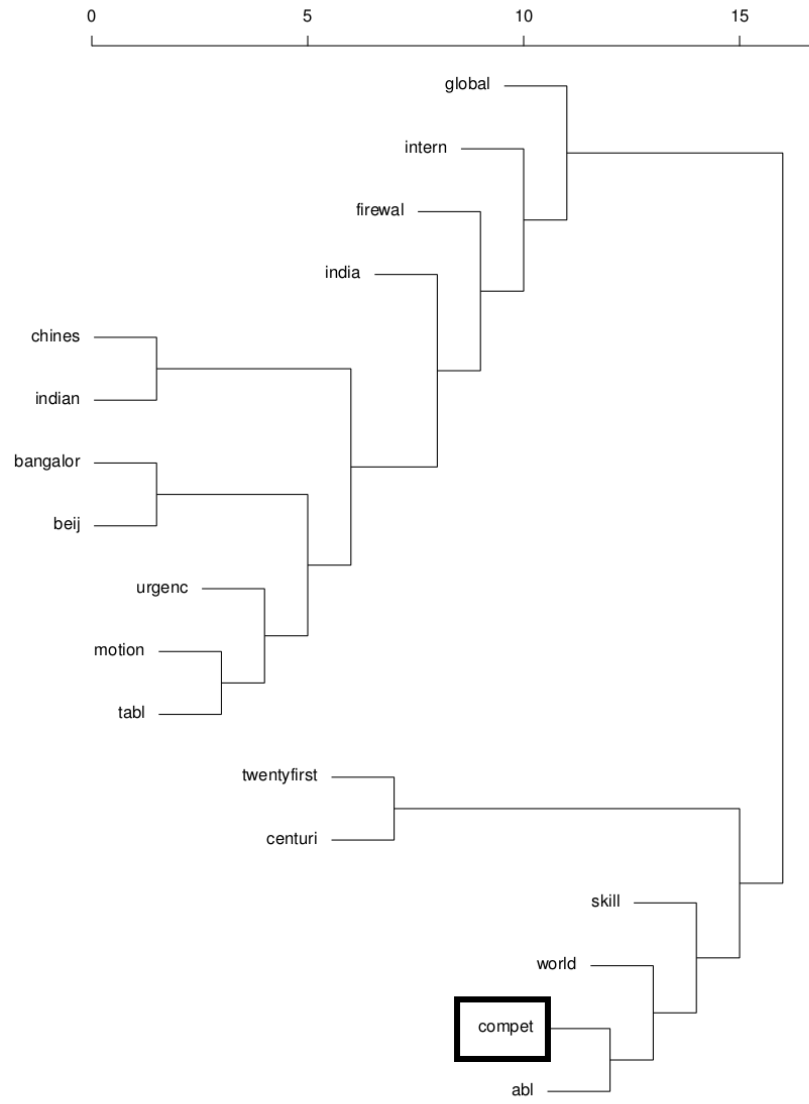 0 5 10 15
global
intern
firewal
india
chines
indian
bangalor
beij
urgenc
motion
tabl
twentyfirst
centuri
skill
world
compet
abl